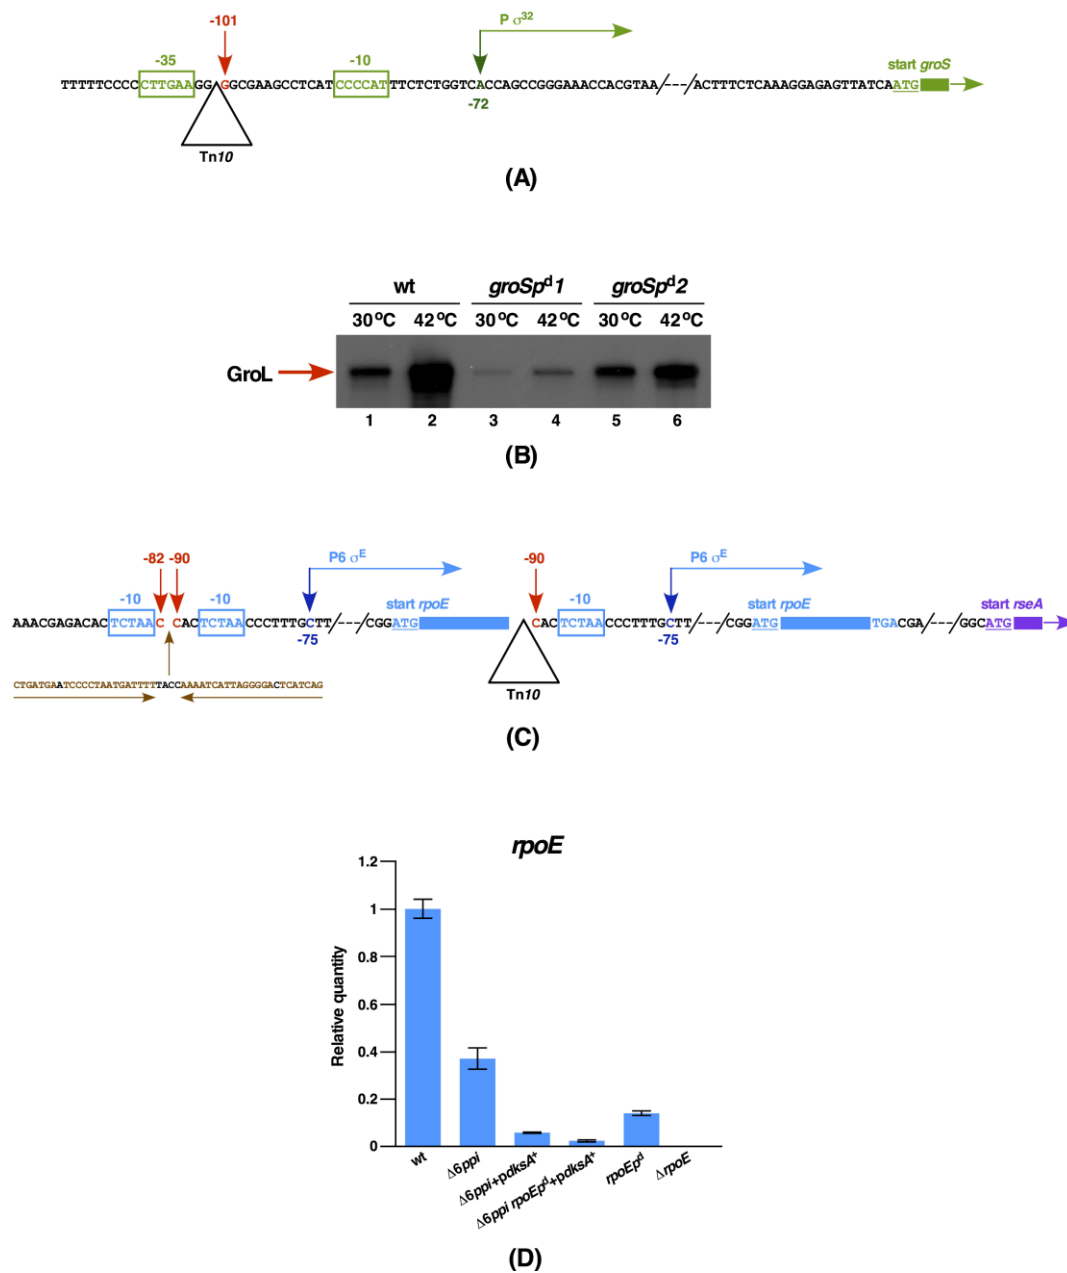 -101
P σ32
-35
-10
start groS
TTTTTCCCCCTTGAAGGGGCGAAGCCTCATCCCCATTTCTCTGGTCACCAGCCGGGAAACCACGTAA/---/ACTTTCTCAAAGGAGAGTTATCAATG
-72
Tn10
(A)
wt groSpd1 groSpd2
30°C 42°C 30°C 42°C 30°C 42°C
GroL
1 2 3 4 5 6
(B)
-82 -90 P6 σE -90 P6 σE
-10 -10 start rpoE -10 start rpoE start rseA
AAACGAGACACTCTAAC CACTCTAACCCTTTGCTT/---/CGGATG CACTCTAACCCTTTGCTT/---/CGGATG TGACGA/---/GGCATG
-75 -75
CTGATGAATCCCCTAATGATTTTTACCAAAATCATTAGGGGACTCATCAG
Tn10
(C)
rpoE
Relative quantity
1.2
1
0.8
0.6
0.4
0.2
0
wt
Δ6ppi
Δ6ppi+pdksA+
Δ6ppi rpoEpd+pdksA+
rpoEpd
ΔrpoE
(D)